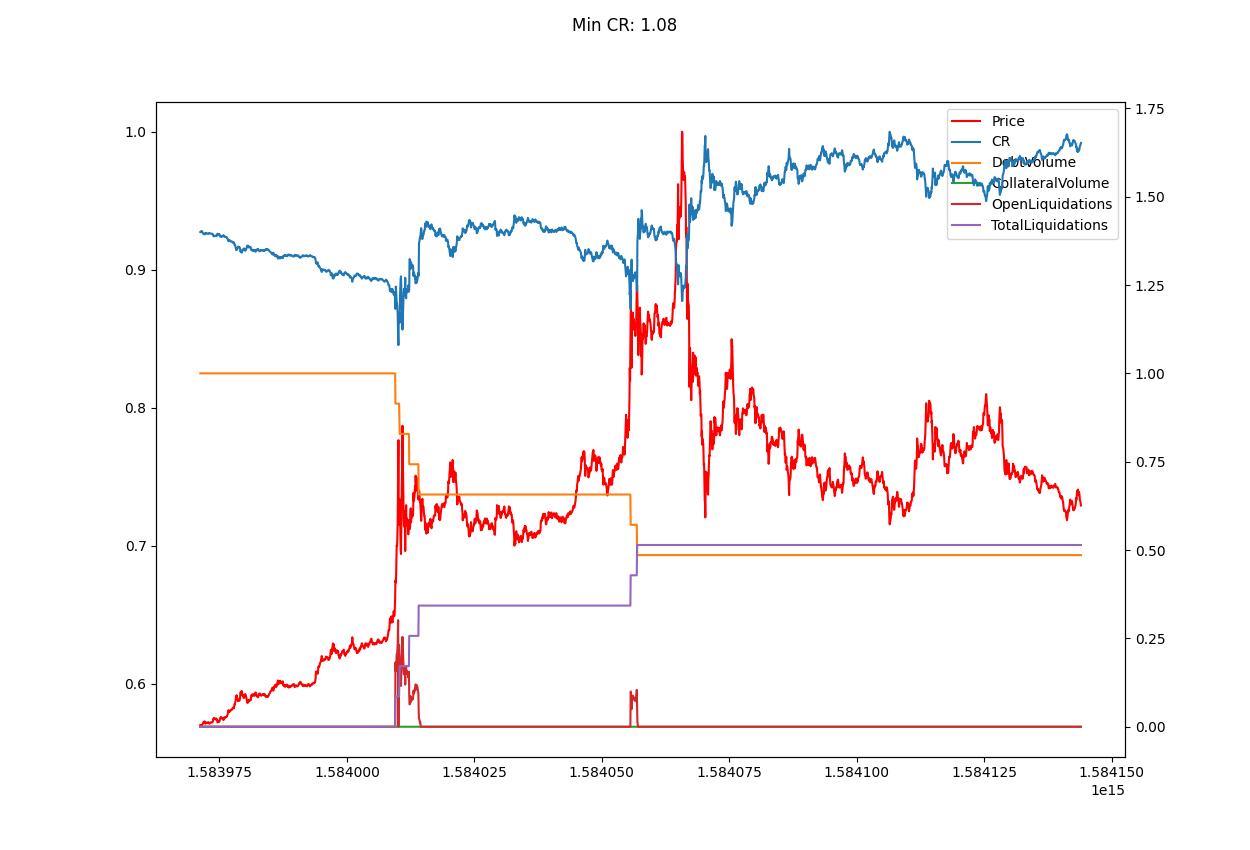 Min CR: 1.08
1.0
0.9
0.8
0.7
0.6
1.75
1.50
1.25
1.00
0.75
0.50
0.25
0.00
Price
CR
DebtVolume
CollateralVolume
OpenLiquidations
TotalLiquidations
1.583975 1.584000 1.584025 1.584050 1.584075 1.584100 1.584125 1.584150
1e15